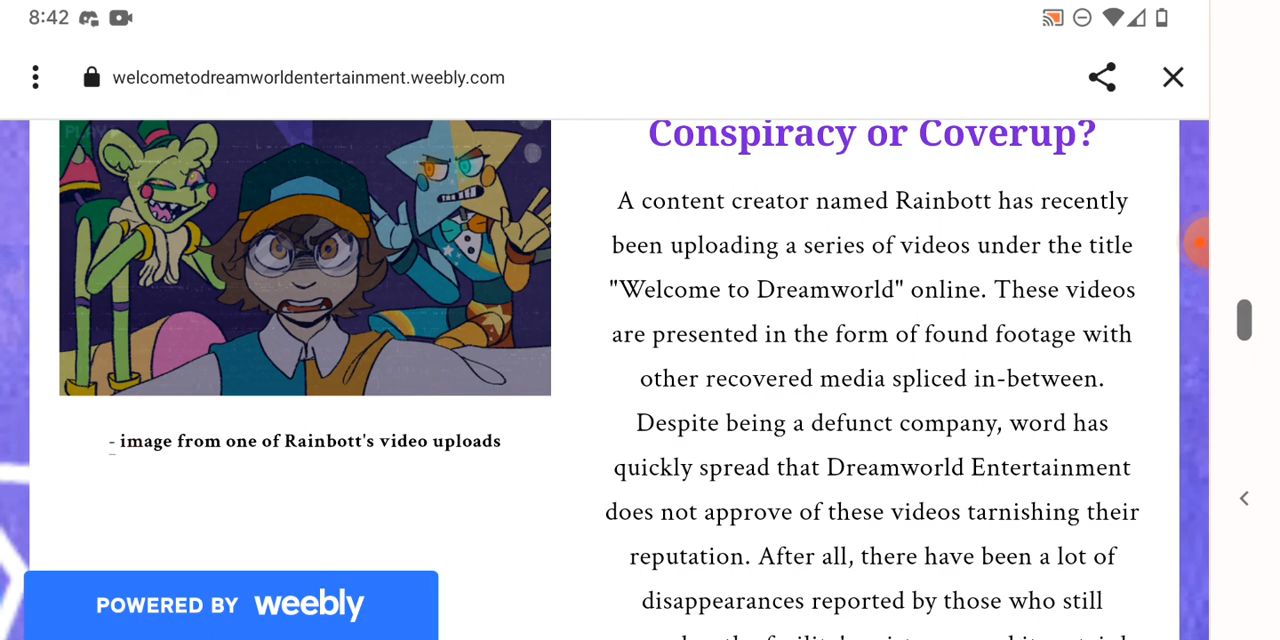 8:42
welcometodreamworldentertainment.weebly.com
PLAY
Conspiracy or Coverup?
A content creator named Rainbott has recently
been uploading a series of videos under the title
"Welcome to Dreamworld" online. These videos
are presented in the form of found footage with
other recovered media spliced in-between.
Despite being a defunct company, word has
quickly spread that Dreamworld Entertainment
does not approve of these videos tarnishing their
reputation. After all, there have been a lot of
disappearances reported by those who still
- image from one of Rainbott's video uploads
POWERED BY weebly